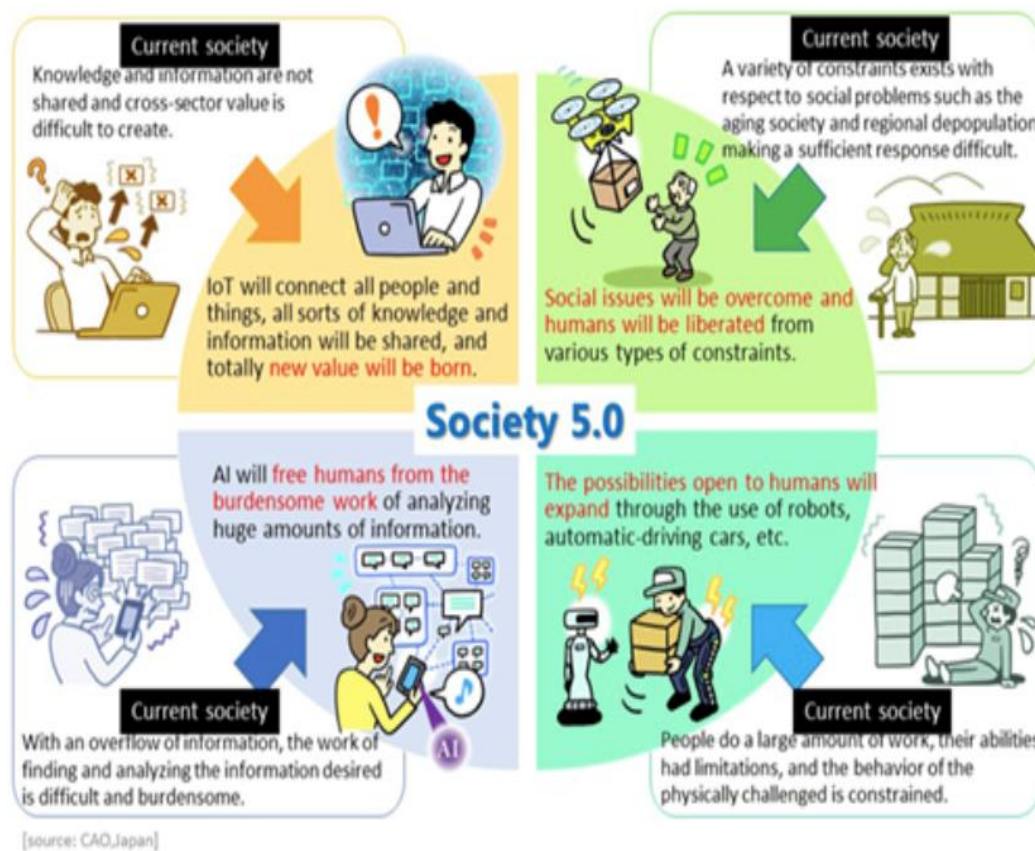 Current society
Knowledge and information are not
shared and cross-sector value is
difficult to create.
IoT will connect all people and
things, all sorts of knowledge and
information will be shared, and
totally new value will be born.
Current society
A variety of constraints exists with
respect to social problems such as the
aging society and regional depopulation
making a sufficient response difficult.
Social issues will be overcome and
humans will be liberated from
various types of constraints.
Society 5.0
AI will free humans from the
burdensome work of analyzing
huge amounts of information.
AI
Current society
With an overflow of information, the work of
finding and analyzing the information desired
is difficult and burdensome.
The possibilities open to humans will
expand through the use of robots,
automatic-driving cars, etc.
Current society
People do a large amount of work, their abilities
had limitations, and the behavior of the
physically challenged is constrained.
[source: CAO,Japan]